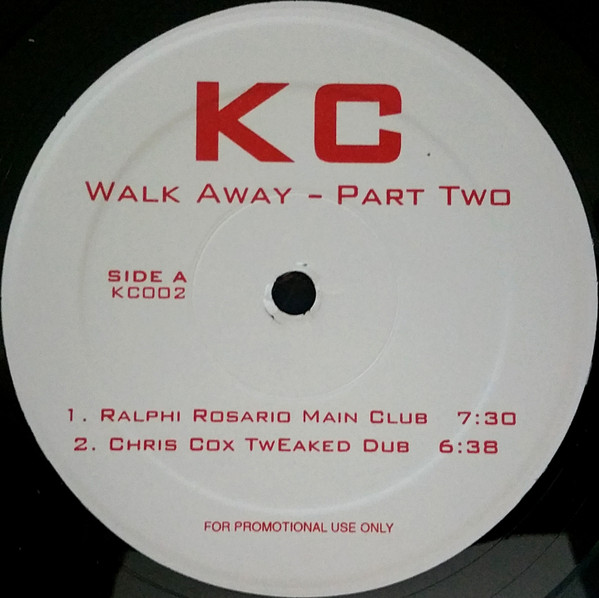 KC
WALK AWAY - PART TWO
SIDE A
KC002
1. RALPHI ROSARIO MAIN CLUB 7:30
2. CHRIS COX TWEAKED DUB 6:38
FOR PROMOTIONAL USE ONLY